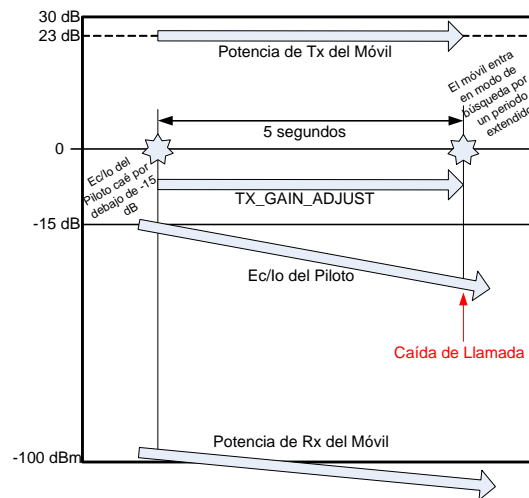 30 dB
23 dB
Potencia de Tx del Móvil
El móvil entra
en modo de
búsqueda por
un periodo
extendido
5 segundos
0
Ec/Io del
Piloto caé por
debajo de -15
dB
TX_GAIN_ADJUST
-15 dB
Ec/Io del Piloto
Caída de Llamada
Potencia de Rx del Móvil
-100 dBm